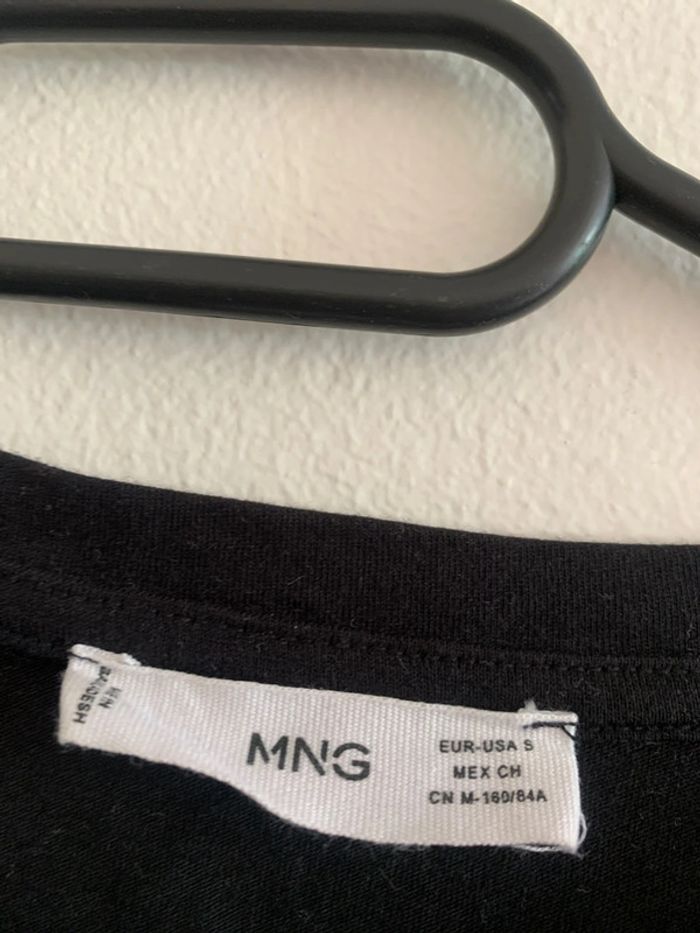 MNG
EUR-USA S
MEX CH
CN M-160/84A